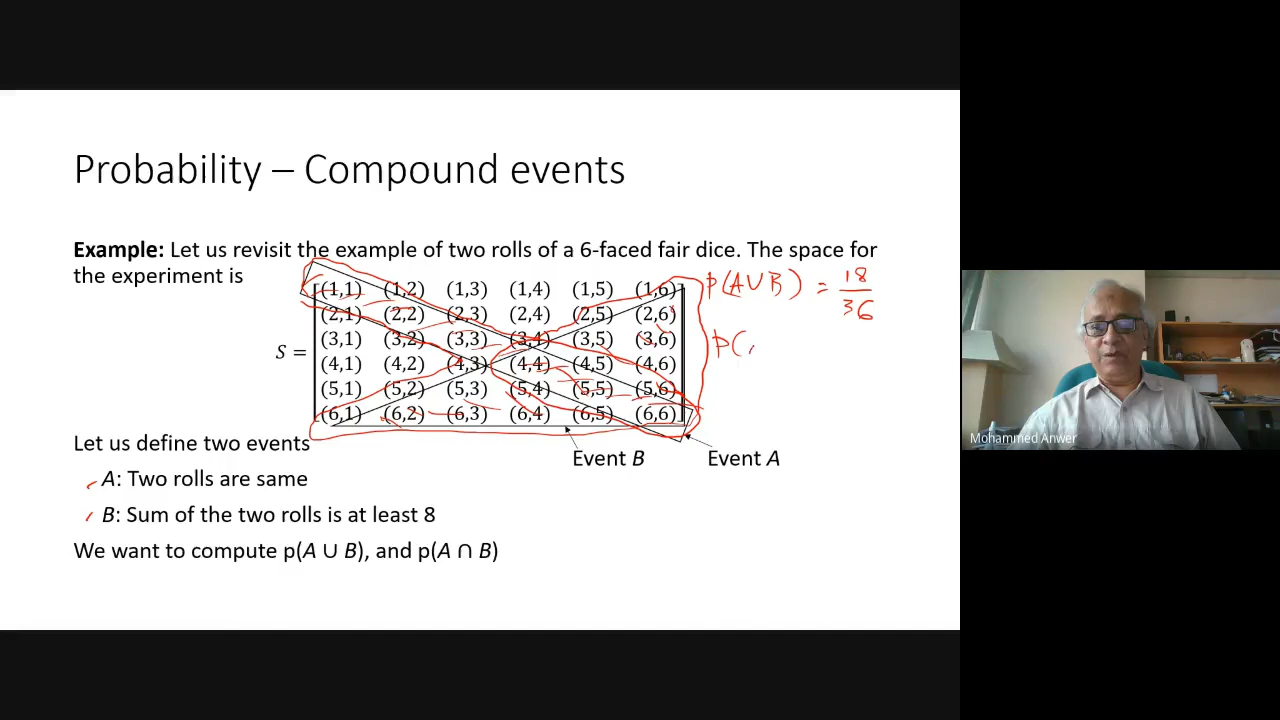 Probability – Compound events
Example: Let us revisit the example of two rolls of a 6-faced fair dice. The space for
the experiment is
(1,1) (1,2) (1,3) (1,4) (1,5) (1,6)
(2,1) (2,2) (2,3) (2,4) (2,5) (2,6)
(3,1) (3,2) (3,3) (3,4) (3,5) (3,6)
S =
(4,1) (4,2) (4,3) (4,4) (4,5) (4,6)
(5,1) (5,2) (5,3) (5,4) (5,5) (5,6)
(6,1) (6,2) (6,3) (6,4) (6,5) (6,6)
P(A∪B) = 18/36
P(
Let us define two events
Event B
Event A
A: Two rolls are same
B: Sum of the two rolls is at least 8
We want to compute p(A ∪ B), and p(A ∩ B)
Mohammed Anwer